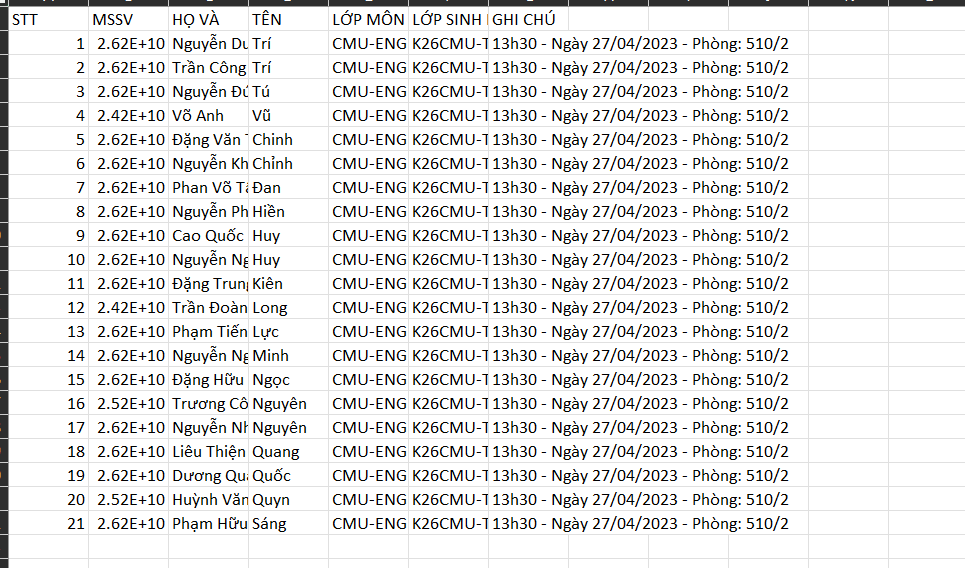 STT MSSV HỌ VÀ TÊN LỚP MÔN LỚP SINH GHI CHÚ
1 2.62E+10 Nguyễn Du Trí CMU-ENG K26CMU-T 13h30 - Ngày 27/04/2023 - Phòng: 510/2
2 2.62E+10 Trần Công Trí CMU-ENG K26CMU-T 13h30 - Ngày 27/04/2023 - Phòng: 510/2
3 2.62E+10 Nguyễn Đứ Tú CMU-ENG K26CMU-T 13h30 - Ngày 27/04/2023 - Phòng: 510/2
4 2.42E+10 Võ Anh Vũ CMU-ENG K26CMU-T 13h30 - Ngày 27/04/2023 - Phòng: 510/2
5 2.62E+10 Đặng Văn Chinh CMU-ENG K26CMU-T 13h30 - Ngày 27/04/2023 - Phòng: 510/2
6 2.62E+10 Nguyễn Kh Chỉnh CMU-ENG K26CMU-T 13h30 - Ngày 27/04/2023 - Phòng: 510/2
7 2.62E+10 Phan Võ Tấ Đan CMU-ENG K26CMU-T 13h30 - Ngày 27/04/2023 - Phòng: 510/2
8 2.62E+10 Nguyễn Ph Hiền CMU-ENG K26CMU-T 13h30 - Ngày 27/04/2023 - Phòng: 510/2
9 2.62E+10 Cao Quốc Huy CMU-ENG K26CMU-T 13h30 - Ngày 27/04/2023 - Phòng: 510/2
10 2.62E+10 Nguyễn Ng Huy CMU-ENG K26CMU-T 13h30 - Ngày 27/04/2023 - Phòng: 510/2
11 2.62E+10 Đặng Trung Kiên CMU-ENG K26CMU-T 13h30 - Ngày 27/04/2023 - Phòng: 510/2
12 2.42E+10 Trần Đoàn Long CMU-ENG K26CMU-T 13h30 - Ngày 27/04/2023 - Phòng: 510/2
13 2.62E+10 Phạm Tiến Lực CMU-ENG K26CMU-T 13h30 - Ngày 27/04/2023 - Phòng: 510/2
14 2.62E+10 Nguyễn Ng Minh CMU-ENG K26CMU-T 13h30 - Ngày 27/04/2023 - Phòng: 510/2
15 2.62E+10 Đặng Hữu Ngọc CMU-ENG K26CMU-T 13h30 - Ngày 27/04/2023 - Phòng: 510/2
16 2.52E+10 Trương Cô Nguyên CMU-ENG K26CMU-T 13h30 - Ngày 27/04/2023 - Phòng: 510/2
17 2.62E+10 Nguyễn Nh Nguyên CMU-ENG K26CMU-T 13h30 - Ngày 27/04/2023 - Phòng: 510/2
18 2.62E+10 Liêu Thiện Quang CMU-ENG K26CMU-T 13h30 - Ngày 27/04/2023 - Phòng: 510/2
19 2.62E+10 Dương Qu Quốc CMU-ENG K26CMU-T 13h30 - Ngày 27/04/2023 - Phòng: 510/2
20 2.52E+10 Huỳnh Văn Quyn CMU-ENG K26CMU-T 13h30 - Ngày 27/04/2023 - Phòng: 510/2
21 2.62E+10 Phạm Hữu Sáng CMU-ENG K26CMU-T 13h30 - Ngày 27/04/2023 - Phòng: 510/2